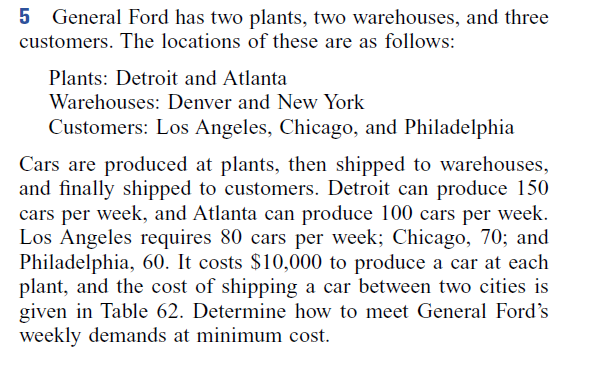 5 General Ford has two plants, two warehouses, and three
customers. The locations of these are as follows:
Plants: Detroit and Atlanta
Warehouses: Denver and New York
Customers: Los Angeles, Chicago, and Philadelphia
Cars are produced at plants, then shipped to warehouses,
and finally shipped to customers. Detroit can produce 150
cars per week, and Atlanta can produce 100 cars per week.
Los Angeles requires 80 cars per week; Chicago, 70; and
Philadelphia, 60. It costs $10,000 to produce a car at each
plant, and the cost of shipping a car between two cities is
given in Table 62. Determine how to meet General Ford's
weekly demands at minimum cost.